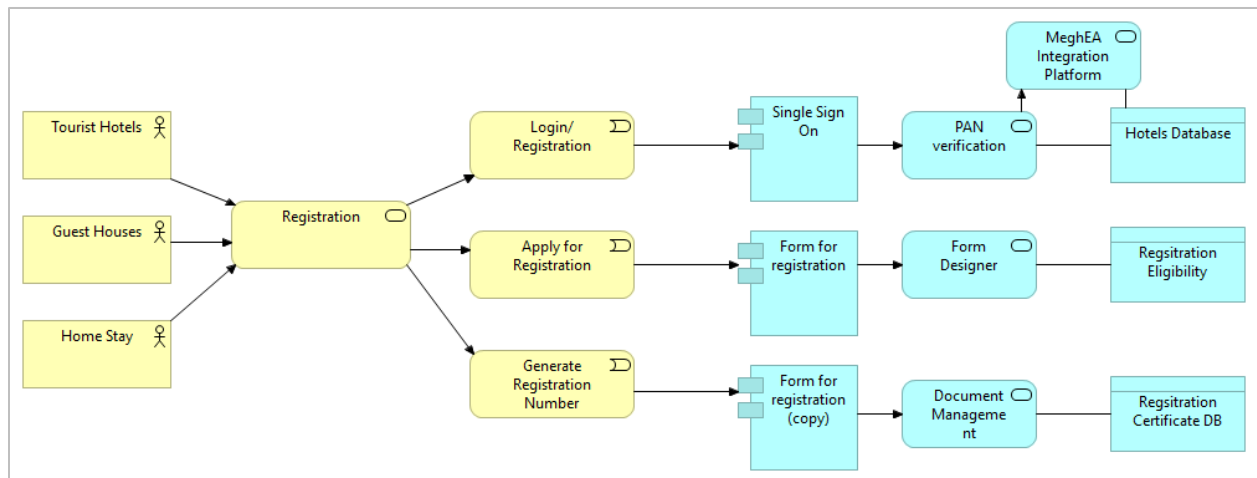 MeghEA
Integration
Platform
Tourist Hotels
Login/
Registration
Single Sign
On
PAN
verification
Hotels Database
Registration
Guest Houses
Apply for
Registration
Form for
registration
Form
Designer
Regsitration
Eligibility
Home Stay
Generate
Registration
Number
Form for
registration
(copy)
Document
Manageme
nt
Regsitration
Certificate DB